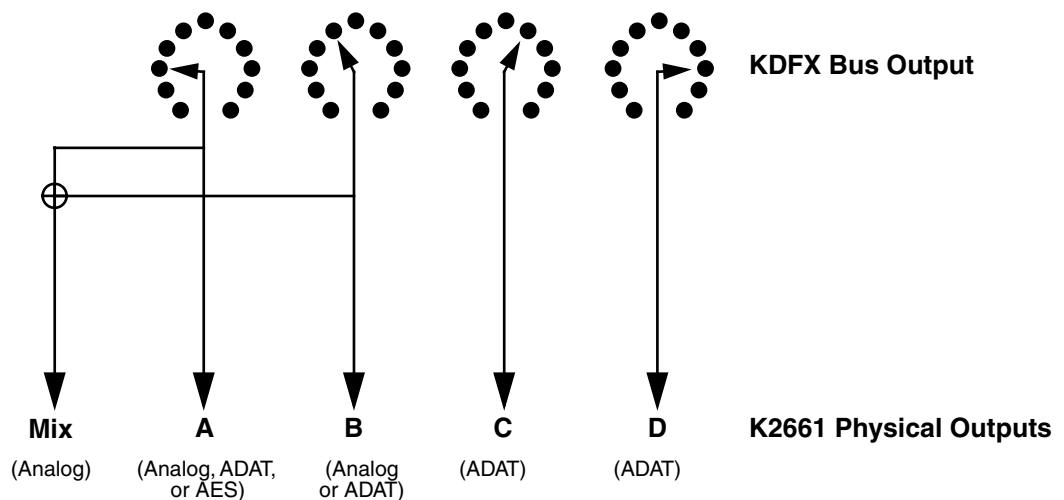 KDFX Bus Output
Mix
A
B
C
D
K2661 Physical Outputs
(Analog)
(Analog, ADAT,
or AES)
(Analog
or ADAT)
(ADAT)
(ADAT)